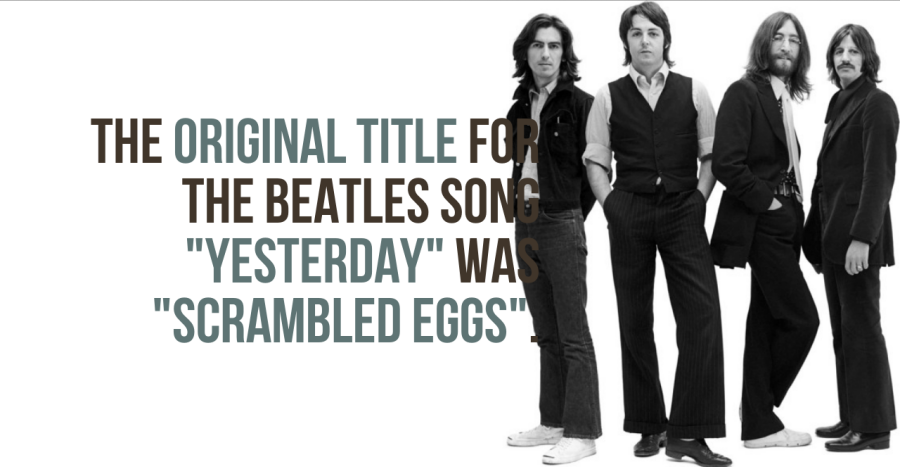 THE ORIGINAL TITLE FOR
THE BEATLES SONG
"YESTERDAY" WAS
"SCRAMBLED EGGS".